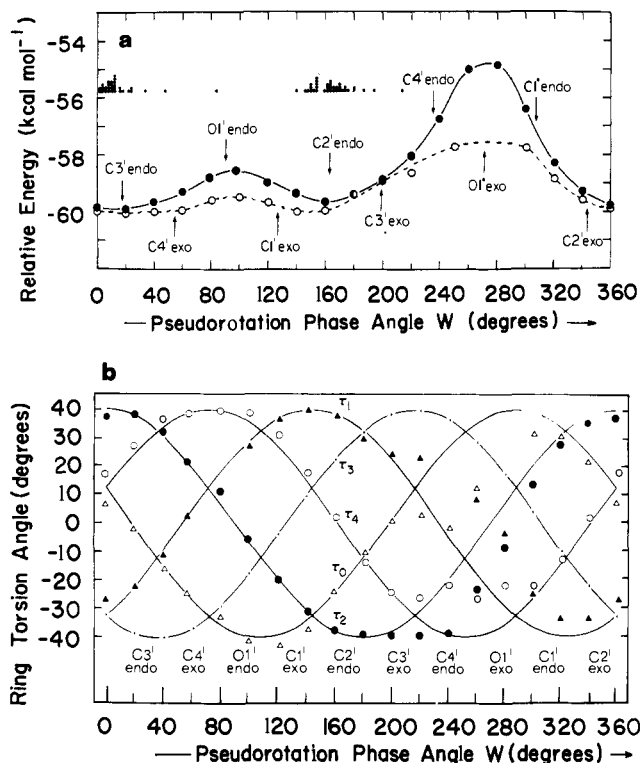 a
Relative Energy (kcal mol⁻¹)
-54
-56
-58
-60
C3' endo
C4' exo
O1' endo
C1' exo
C2' endo
C3' exo
C4' endo
O1' exo
C1' endo
C2' exo
0 40 80 120 160 200 240 280 320 360
— Pseudorotation Phase Angle W (degrees) →
b
Ring Torsion Angle (degrees)
40
30
20
10
0
-10
-20
-30
-40
τ₁
τ₃
τ₄
τ₀
τ₂
C3' C4' O1' C1' C2' C3' C4' O1' C1' C2'
endo exo endo exo endo exo endo exo endo exo
0 40 80 120 160 200 240 280 320 360
— Pseudorotation Phase Angle W (degrees) →